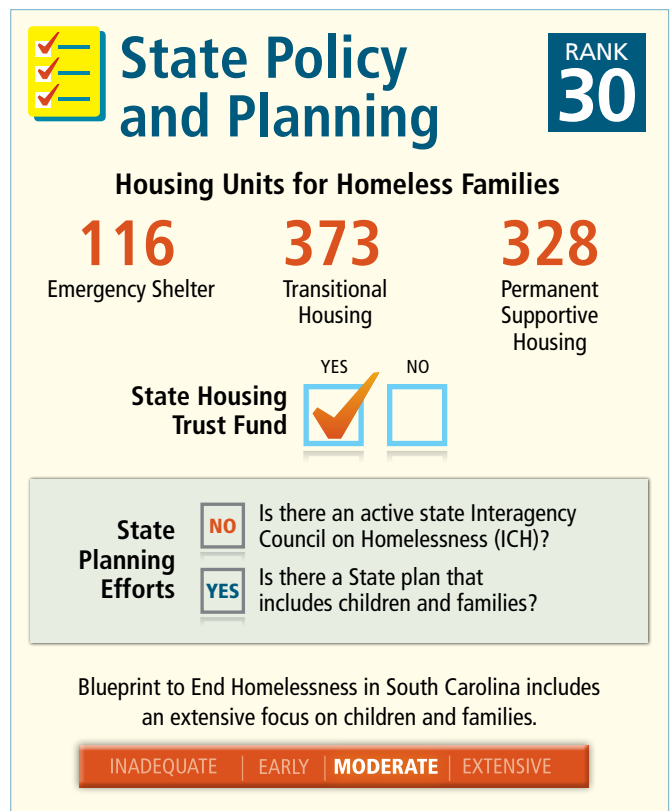 State Policy
and Planning
RANK
30
Housing Units for Homeless Families
116
Emergency Shelter
373
Transitional
Housing
328
Permanent
Supportive
Housing
YES
NO
State Housing
Trust Fund
State
Planning
Efforts
NO
Is there an active state Interagency
Council on Homelessness (ICH)?
YES
Is there a State plan that
includes children and families?
Blueprint to End Homelessness in South Carolina includes
an extensive focus on children and families.
INADEQUATE | EARLY | MODERATE | EXTENSIVE